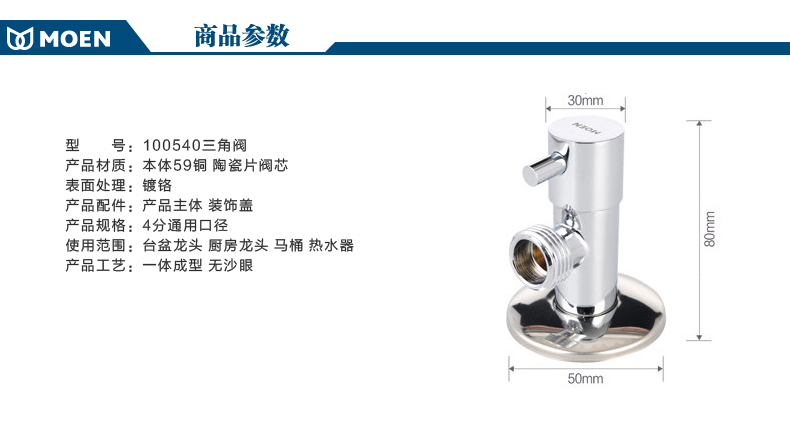 MOEN
商品参数
型 号：100540三角阀
产品材质：本体59铜 陶瓷片阀芯
表面处理：镀铬
产品配件：产品主体 装饰盖
产品规格：4分通用口径
使用范围：台盆龙头 厨房龙头 马桶 热水器
产品工艺：一体成型 无沙眼
30mm
MOEN
80mm
50mm